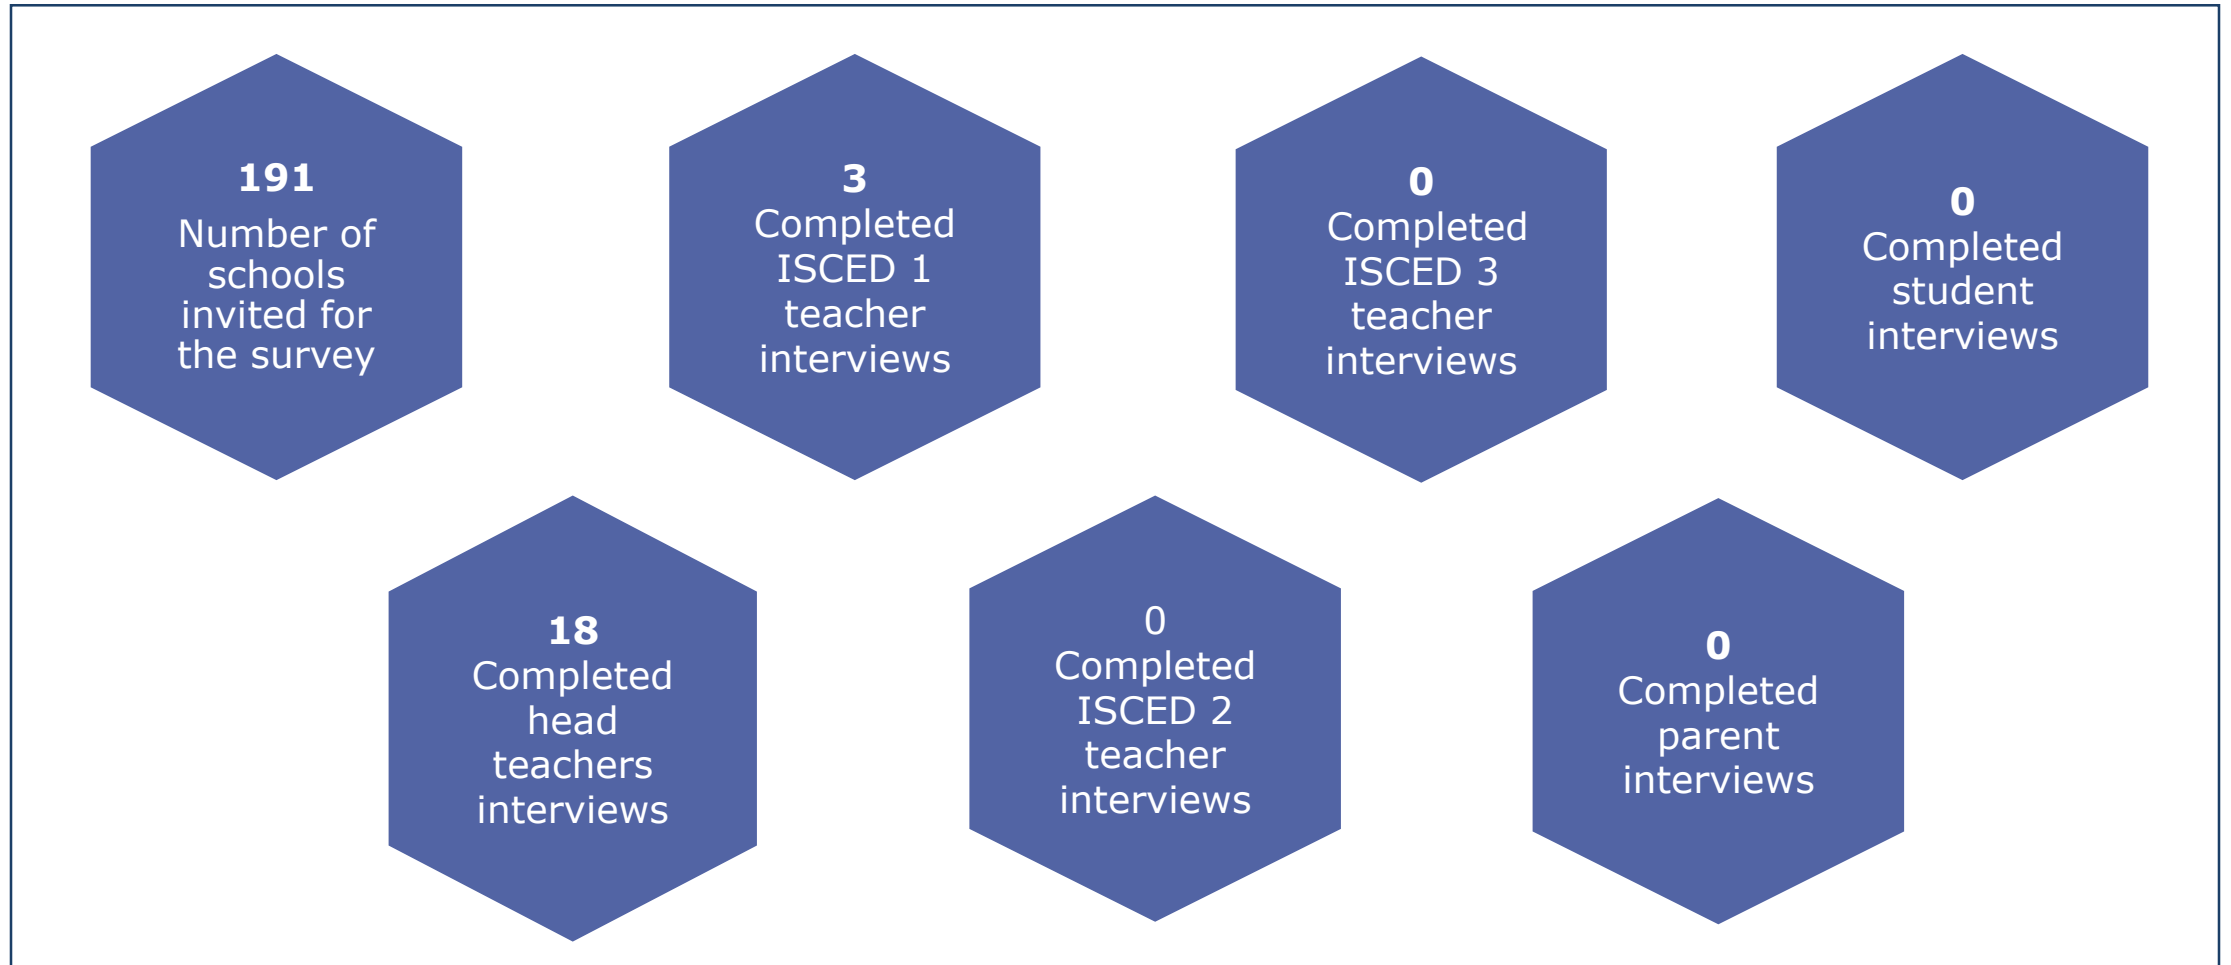 191
Number of
schools
invited for
the survey
3
Completed
ISCED 1
teacher
interviews
0
Completed
ISCED 3
teacher
interviews
0
Completed
student
interviews
18
Completed
head
teachers
interviews
0
Completed
ISCED 2
teacher
interviews
0
Completed
parent
interviews